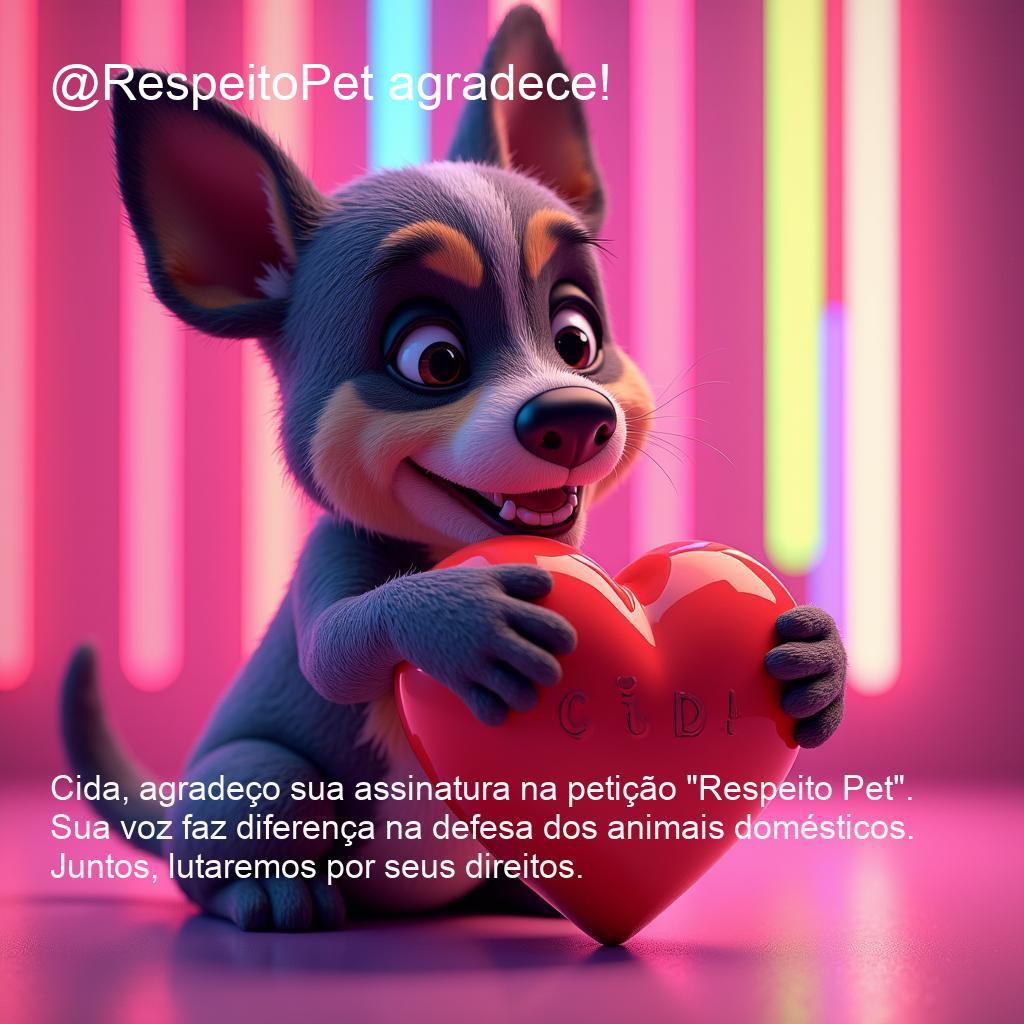 @RespeitoPet agradece!
CiDI
Cida, agradeço sua assinatura na petição "Respeito Pet".
Sua voz faz diferença na defesa dos animais domésticos.
Juntos, lutaremos por seus direitos.